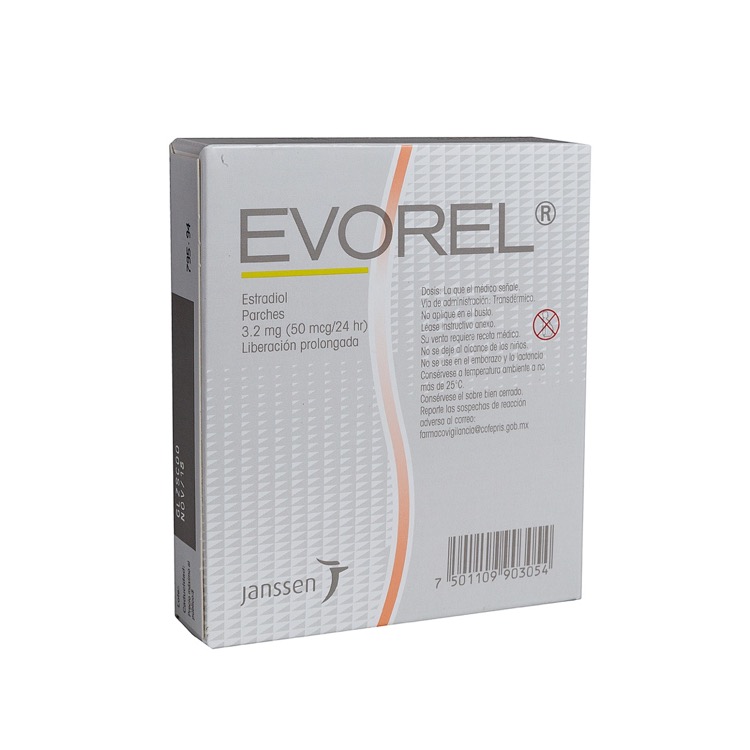 EVOREL®
Estradiol
Parches
3.2 mg (50 mcg/24 hr)
Liberación prolongada
Dosis: La que el médico señale.
Vía de administración: Transdérmica.
No aplique en el busto.
Léase instructivo anexo.
Su venta requiere receta médica.
No se deje al alcance de los niños.
No se use en el embarazo y la lactancia
Consérvese a temperatura ambiente a no
más de 25°C.
Consérvese el sobre bien cerrado.
Reporte las sospechas de reacción
adversa al correo:
farmacovigilancia@cofepris.gob.mx
janssen
7 501109 903054
795 - 94
Lote:
Caducidad: